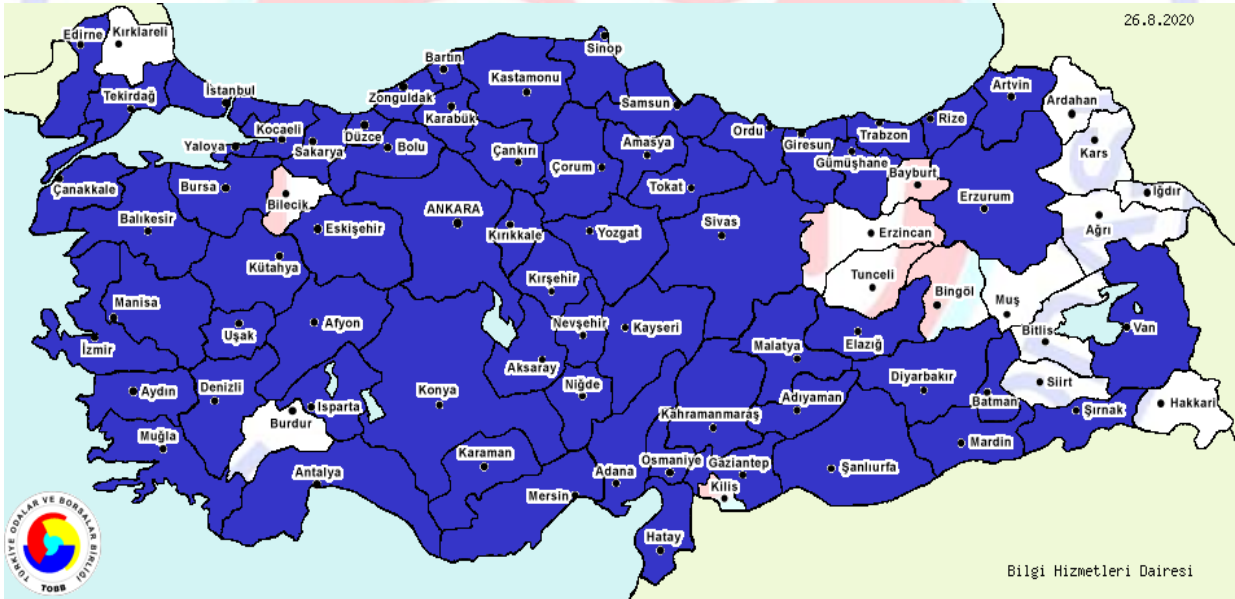 26.8.2020
Edirne
Kırklareli
Sinop
Bartın
Kastamonu
Artvin
Tekirdağ
İstanbul
Zonguldak
Karabük
Samsun
Ardahan
Kocaeli
Düzce
Ordu
Giresun
Trabzon
Rize
Yalova
Sakarya
Bolu
Çankırı
Çorum
Amasya
Gümüşhane
Kars
Çanakkale
Bursa
Bilecik
Tokat
Bayburt
Erzurum
Iğdır
Balıkesir
Eskişehir
ANKARA
Kırıkkale
Yozgat
Sivas
Erzincan
Ağrı
Kütahya
Kırşehir
Tunceli
Bingöl
Muş
Manisa
Uşak
Afyon
Nevşehir
Kayseri
Malatya
Elazığ
Bitlis
Van
İzmir
Aksaray
Aydın
Denizli
Isparta
Konya
Niğde
Adıyaman
Diyarbakır
Batman
Siirt
Şırnak
Hakkari
Burdur
Kahramanmaraş
Muğla
Karaman
Adana
Osmaniye
Gaziantep
Şanlıurfa
Mardin
Antalya
Mersin
Kilis
Hatay
TÜRKİYE ODALAR VE BORSALAR BİRLİĞİ
TOBB
Bilgi Hizmetleri Dairesi